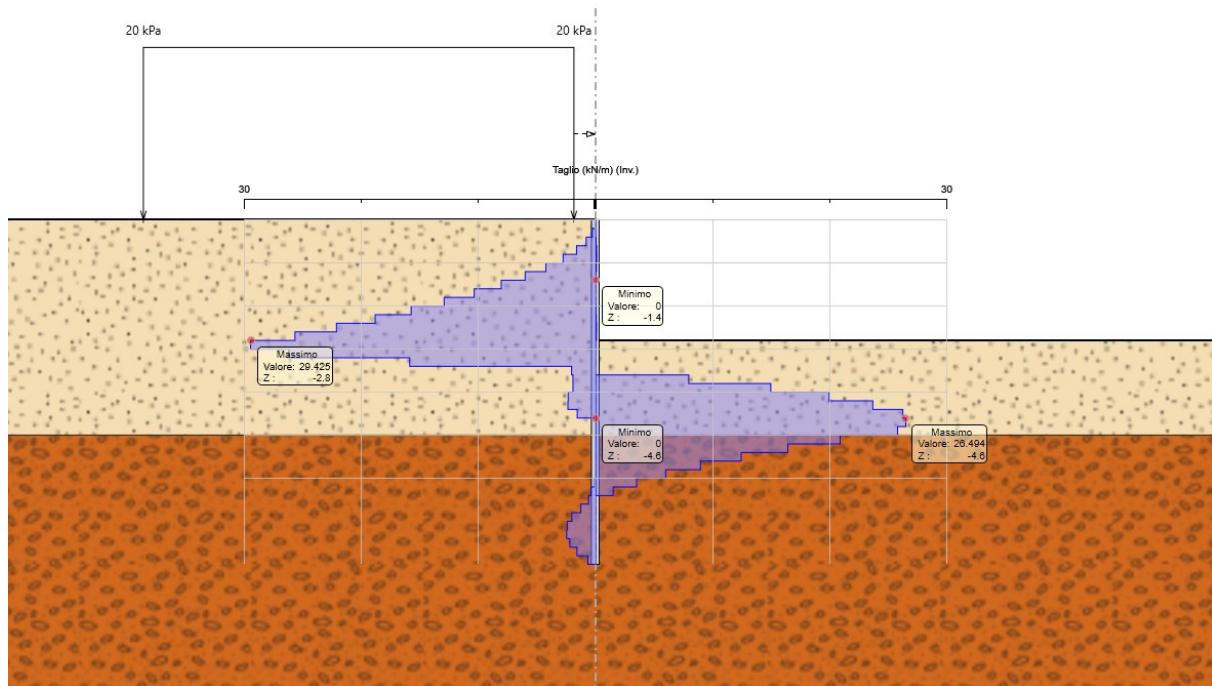 20 kPa
20 kPa
Taglio (kN/m) (Inv.)
30
30
Minimo
Valore: 0
Z : -1.4
Massimo
Valore: 29.425
Z : -2.8
Minimo
Valore: 0
Z : -4.6
Massimo
Valore: 26.494
Z : -4.6